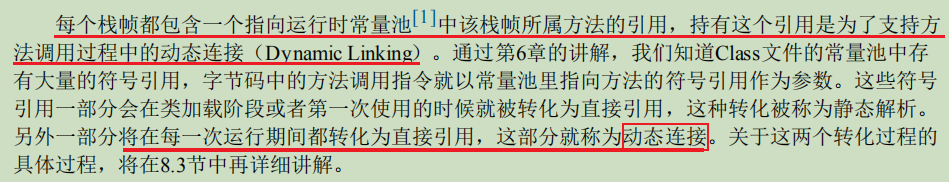 每个栈帧都包含一个指向运行时常量池[1]中该栈帧所属方法的引用，持有这个引用是为了支持方
法调用过程中的动态连接（Dynamic Linking）。通过第6章的讲解，我们知道Class文件的常量池中存
有大量的符号引用，字节码中的方法调用指令就以常量池里指向方法的符号引用作为参数。这些符号
引用一部分会在类加载阶段或者第一次使用的时候就被转化为直接引用，这种转化被称为静态解析。
另外一部分将在每一次运行期间都转化为直接引用，这部分就称为动态连接。关于这两个转化过程的
具体过程，将在8.3节中再详细讲解。